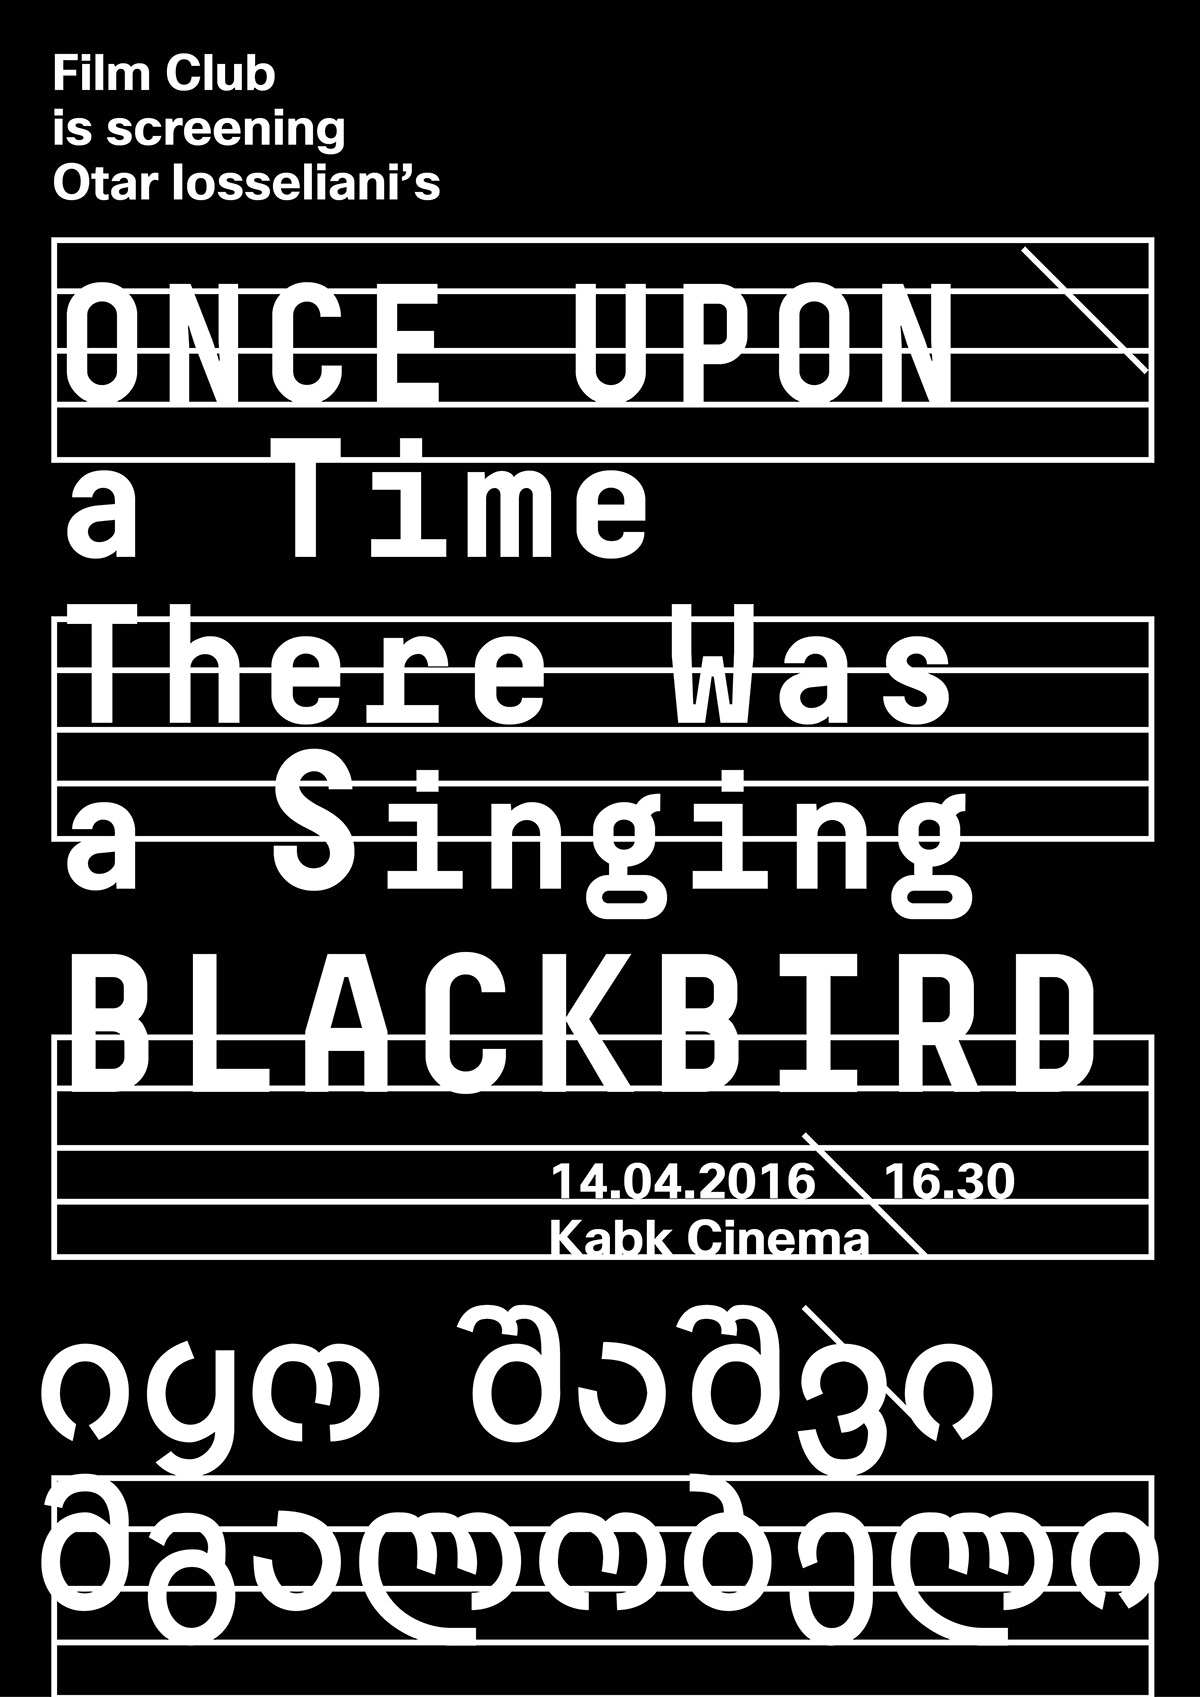 Film Club
is screening
Otar Iosseliani’s
ONCE UPON
a Time
There Was
a Singing
BLACKBIRD
14.04.2016 16.30
Kabk Cinema
იყო შაშვი
მგალობელი